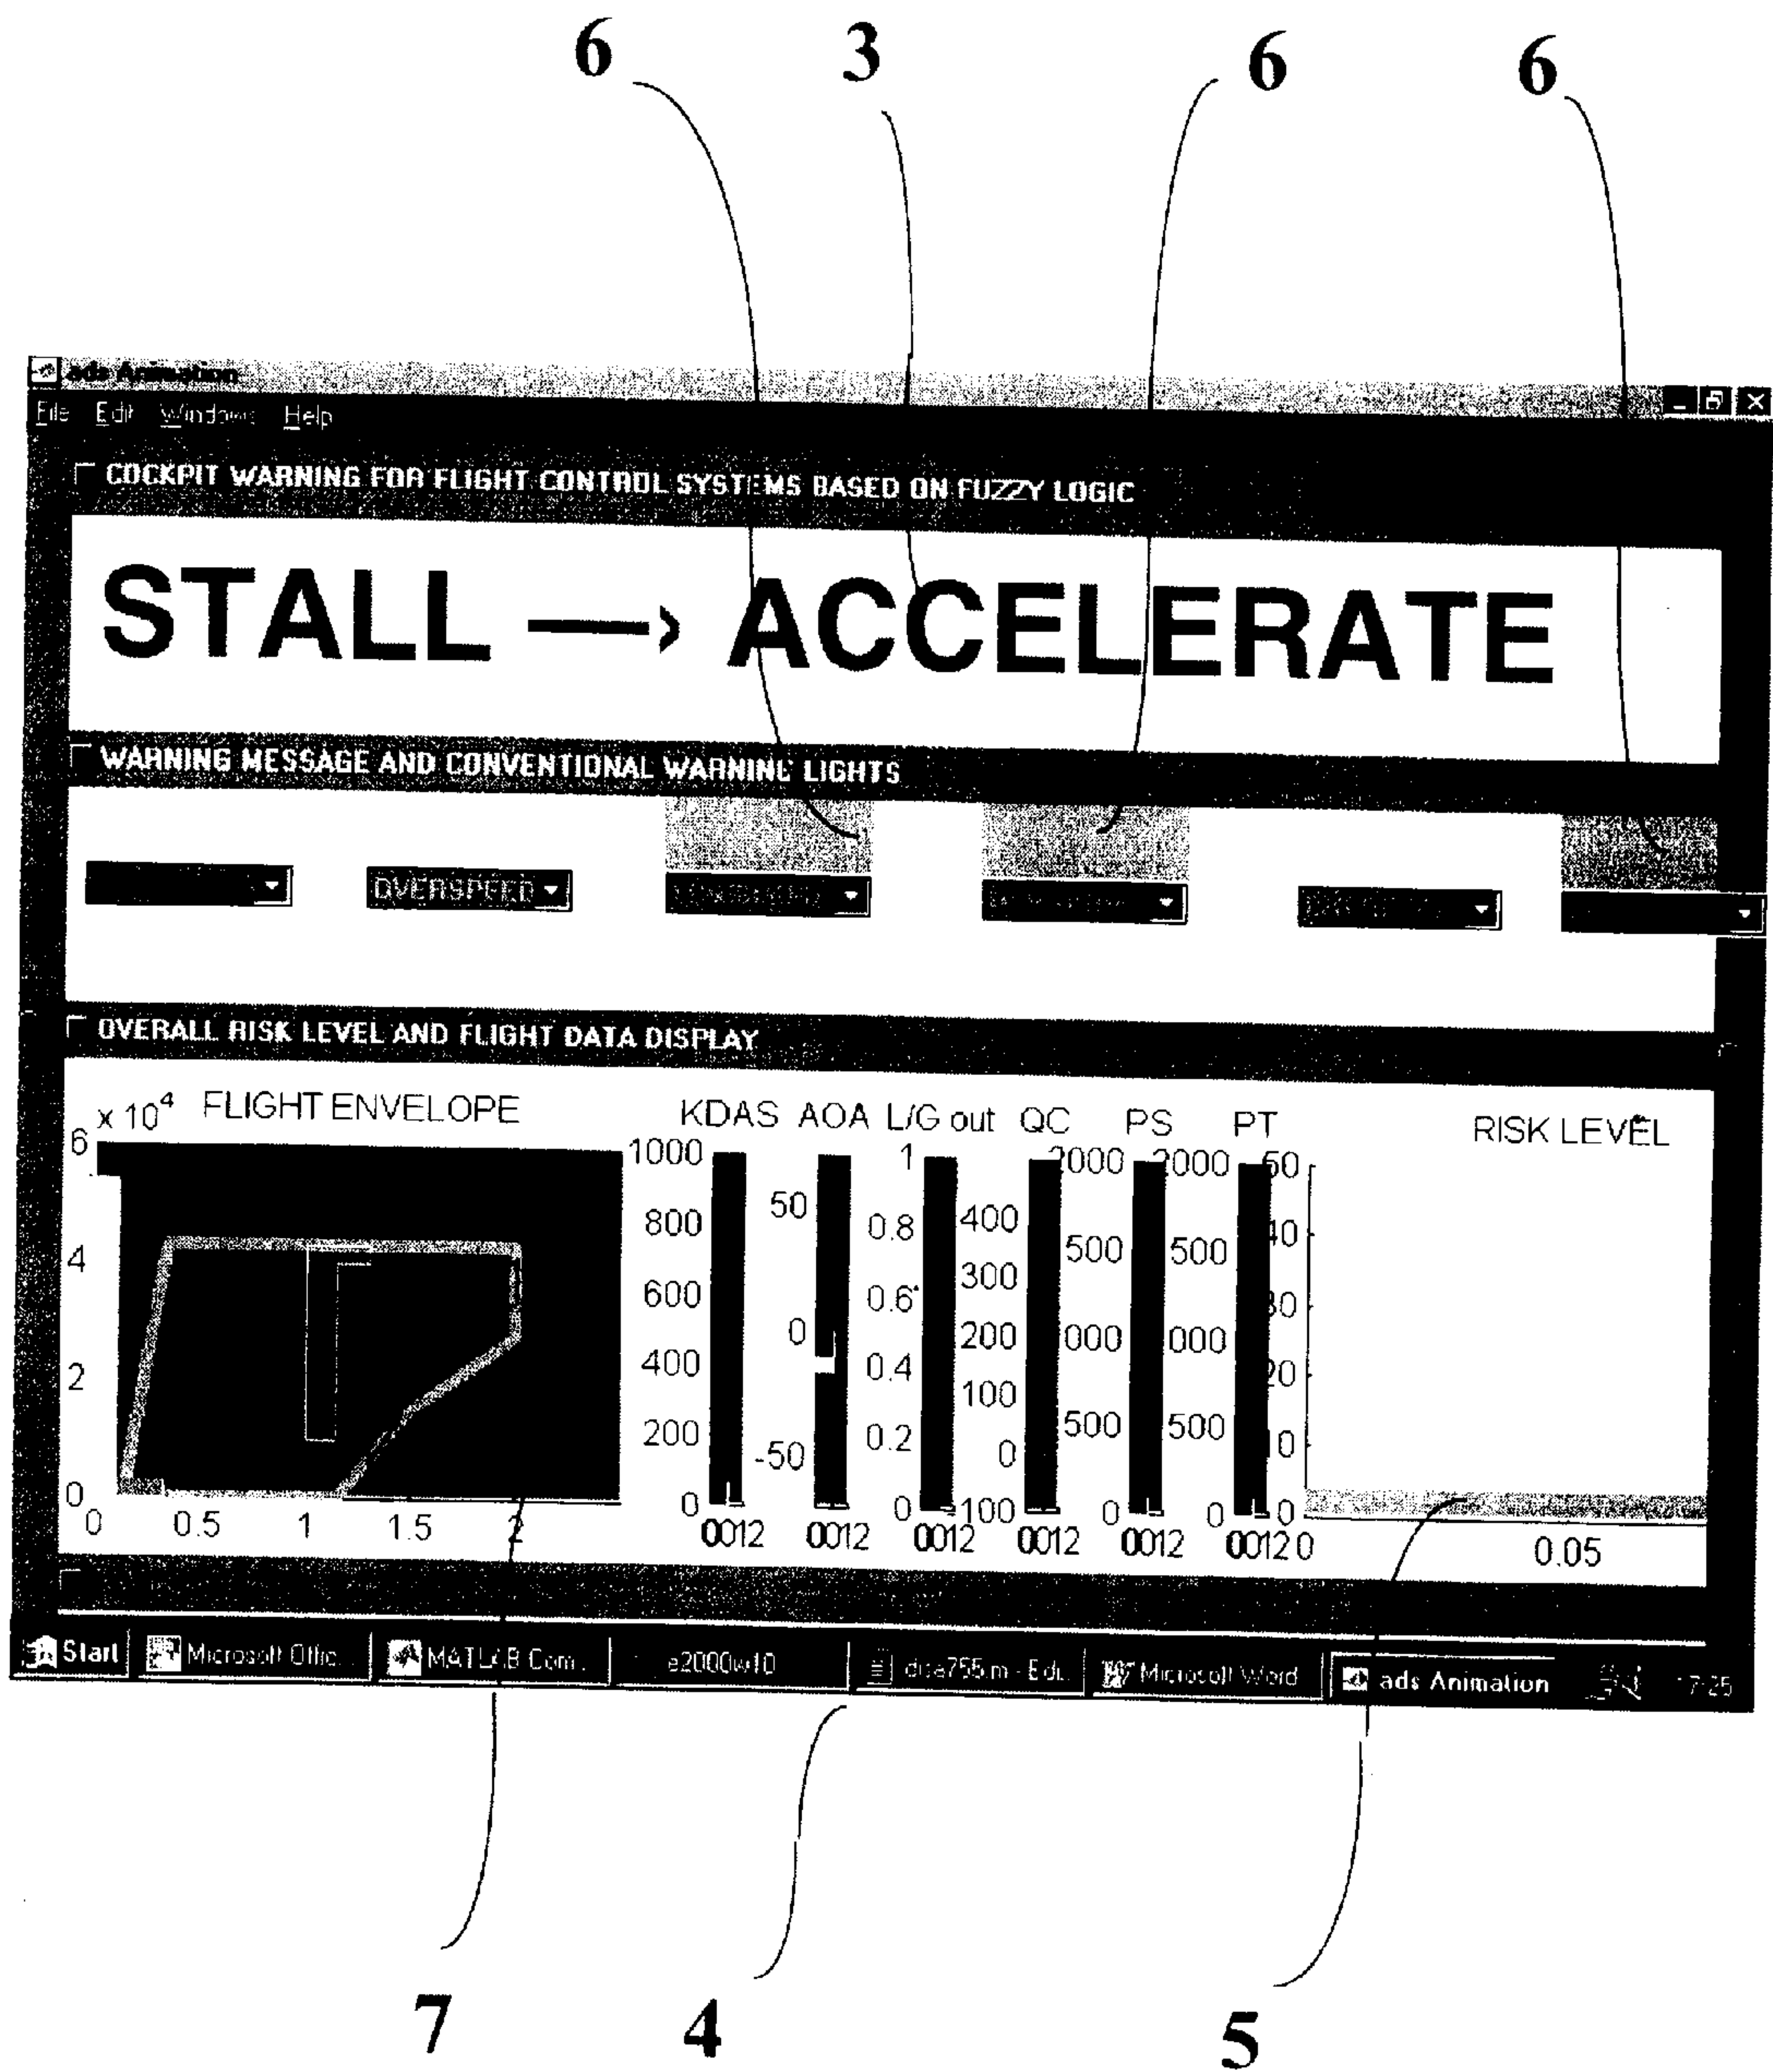 6 3 6 6
ads Animation
File Edit Windows Help
COCKPIT WARNING FOR FLIGHT CONTROL SYSTEMS BASED ON FUZZY LOGIC
STALL —› ACCELERATE
WARNING MESSAGE AND CONVENTIONAL WARNING LIGHTS
OVERSPEED
OVERALL RISK LEVEL AND FLIGHT DATA DISPLAY
x 10⁴ FLIGHT ENVELOPE
6
4
2
0
0 0.5 1 1.5 2
KDAS
1000
800
600
400
200
0
0012
AOA
50
0
-50
0012
L/G out
1
0.8
0.6
0.4
0.2
0
0012
QC
400
300
200
100
0
100
0012
PS
2000
500
000
500
0
0012
PT
2000
500
000
500
0
0012
RISK LEVEL
50
40
30
20
10
0
0 0.05
Start Microsoft Offic... MATLAB Com... e2000w10 Microsoft Word ads Animation
7 4 5